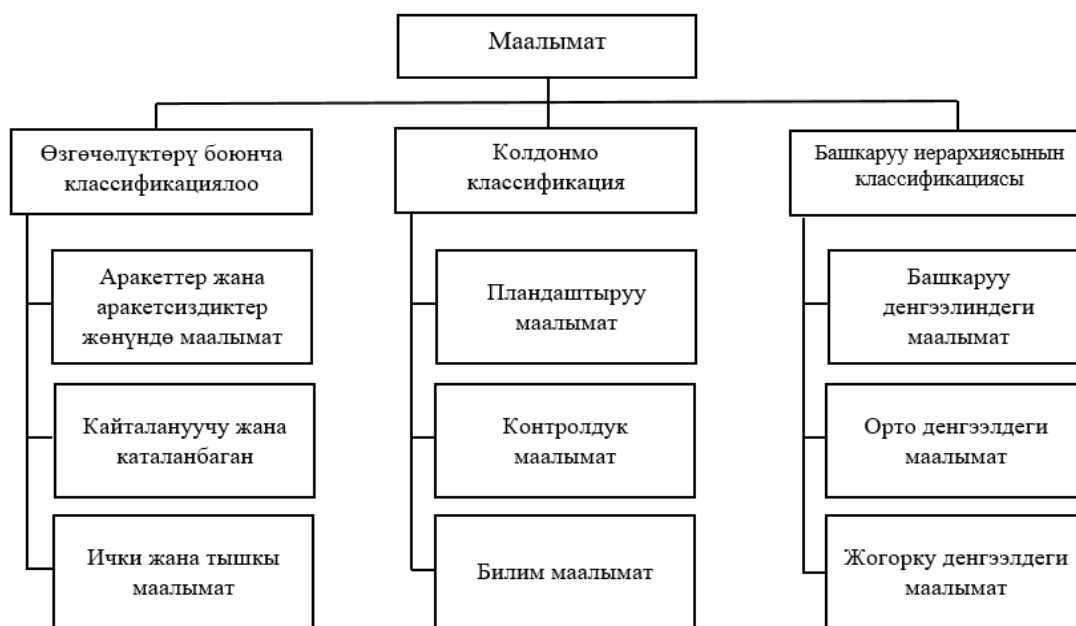 Маалымат
Өзгөчөлүктөрү боюнча
классификациялоо
Аракеттер жана
аракетсиздиктер
жөнүндө маалымат
Кайталануучу жана
каталанбаган
Ички жана тышкы
маалымат
Колдонмо
классификация
Пландаштыруу
маалымат
Контролдук
маалымат
Билим маалымат
Башкаруу иерархиясынын
классификациясы
Башкаруу
денгээлиндеги
маалымат
Орто денгээлдеги
маалымат
Жогорку денгээлдеги
маалымат